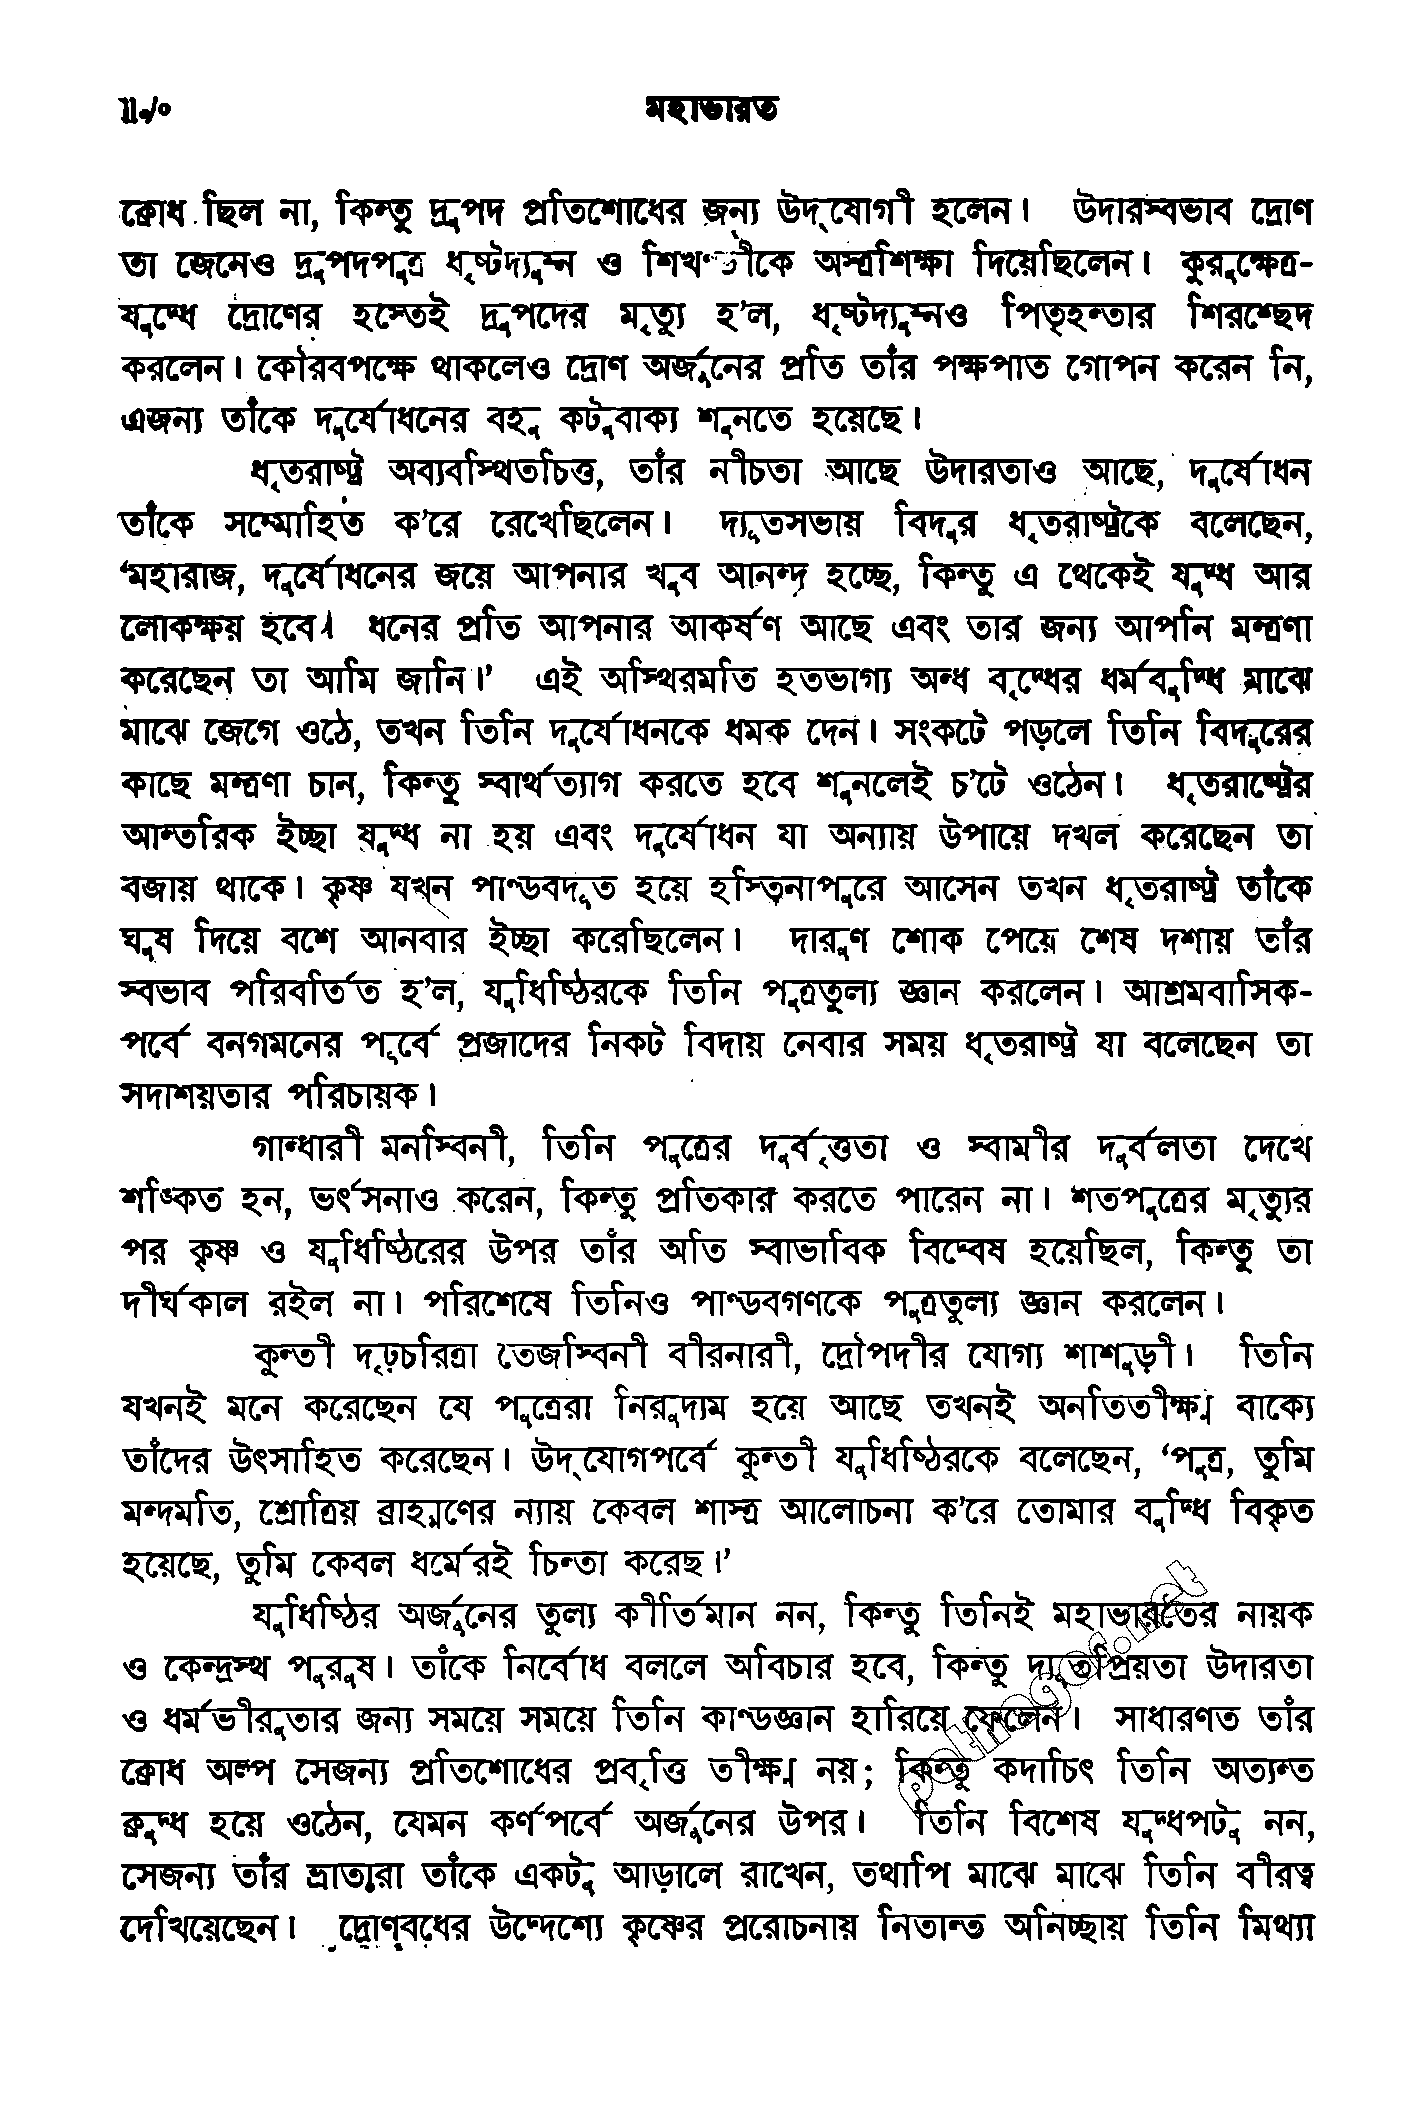 ৷৷৹/০ মহাভারত
ক্রোধ ছিল না, কিন্তু দ্রুপদ প্রতিশোধের জন্য উদ্‌যোগী হলেন। উদারস্বভাব দ্রোণ
তা জেনেও দ্রুপদপুত্র ধৃষ্টদ্যুম্ন ও শিখণ্ডীকে অস্ত্রশিক্ষা দিয়েছিলেন। কুরুক্ষেত্র-
যুদ্ধে দ্রোণের হস্তেই দ্রুপদের মৃত্যু হ'ল, ধৃষ্টদ্যুম্নও পিতৃহন্তার শিরশ্ছেদ
করলেন। কৌরবপক্ষে থাকলেও দ্রোণ অর্জুনের প্রতি তাঁর পক্ষপাত গোপন করেন নি,
এজন্য তাঁকে দুর্যোধনের বহু কটুবাক্য শুনতে হয়েছে।
ধৃতরাষ্ট্র অব্যবস্থিতচিত্ত, তাঁর নীচতা আছে উদারতাও আছে, দুর্যোধন
তাঁকে সম্মোহিত ক'রে রেখেছিলেন। দ্যূতসভায় বিদুর ধৃতরাষ্ট্রকে বলেছেন,
‘মহারাজ, দুর্যোধনের জয়ে আপনার খুব আনন্দ হচ্ছে, কিন্তু এ থেকেই যুদ্ধ আর
লোকক্ষয় হবে। ধনের প্রতি আপনার আকর্ষণ আছে এবং তার জন্য আপনি মন্ত্রণা
করেছেন তা আমি জানি।’ এই অস্থিরমতি হতভাগ্য অন্ধ বৃদ্ধের ধর্মবুদ্ধি মাঝে
মাঝে জেগে ওঠে, তখন তিনি দুর্যোধনকে ধমক দেন। সংকটে পড়লে তিনি বিদুরের
কাছে মন্ত্রণা চান, কিন্তু স্বার্থত্যাগ করতে হবে শুনলেই চ'টে ওঠেন। ধৃতরাষ্ট্রের
আন্তরিক ইচ্ছা যুদ্ধ না হয় এবং দুর্যোধন যা অন্যায় উপায়ে দখল করেছেন তা
বজায় থাকে। কৃষ্ণ যখন পাণ্ডবদূত হয়ে হস্তিনাপুরে আসেন তখন ধৃতরাষ্ট্র তাঁকে
ঘুষ দিয়ে বশে আনবার ইচ্ছা করেছিলেন। দারুণ শোক পেয়ে শেষ দশায় তাঁর
স্বভাব পরিবর্তিত হ'ল, যুধিষ্ঠিরকে তিনি পুত্রতুল্য জ্ঞান করলেন। আশ্রমবাসিক-
পর্বে বনগমনের পূর্বে প্রজাদের নিকট বিদায় নেবার সময় ধৃতরাষ্ট্র যা বলেছেন তা
সদাশয়তার পরিচায়ক।
গান্ধারী মনস্বিনী, তিনি পুত্রের দুর্বৃত্ততা ও স্বামীর দুর্বলতা দেখে
শঙ্কিত হন, ভর্ৎসনাও করেন, কিন্তু প্রতিকার করতে পারেন না। শতপুত্রের মৃত্যুর
পর কৃষ্ণ ও যুধিষ্ঠিরের উপর তাঁর অতি স্বাভাবিক বিদ্বেষ হয়েছিল, কিন্তু তা
দীর্ঘকাল রইল না। পরিশেষে তিনিও পাণ্ডবগণকে পুত্রতুল্য জ্ঞান করলেন।
কুন্তী দৃঢ়চরিত্রা তেজস্বিনী বীরনারী, দ্রৌপদীর যোগ্য শাশুড়ী। তিনি
যখনই মনে করেছেন যে পুত্রেরা নিরুদ্যম হয়ে আছে তখনই অনতিতীক্ষ্ণ বাক্যে
তাঁদের উৎসাহিত করেছেন। উদ্‌যোগপর্বে কুন্তী যুধিষ্ঠিরকে বলেছেন, ‘পুত্র, তুমি
মন্দমতি, শ্রোত্রিয় ব্রাহ্মণের ন্যায় কেবল শাস্ত্র আলোচনা ক'রে তোমার বুদ্ধি বিকৃত
হয়েছে, তুমি কেবল ধর্মেরই চিন্তা করেছ।’
যুধিষ্ঠির অর্জুনের তুল্য কীর্তিমান নন, কিন্তু তিনিই মহাভারতের নায়ক
ও কেন্দ্রস্থ পুরুষ। তাঁকে নির্বোধ বললে অবিচার হবে, কিন্তু দ্যূতপ্রিয়তা উদারতা
ও ধর্মভীরুতার জন্য সময়ে সময়ে তিনি কাণ্ডজ্ঞান হারিয়ে ফেলেন। সাধারণত তাঁর
ক্রোধ অল্প সেজন্য প্রতিশোধের প্রবৃত্তি তীক্ষ্ণ নয়; কিন্তু কদাচিৎ তিনি অত্যন্ত
ক্রুদ্ধ হয়ে ওঠেন, যেমন কর্ণপর্বে অর্জুনের উপর। তিনি বিশেষ যুদ্ধপটু নন,
সেজন্য তাঁর ভ্রাতারা তাঁকে একটু আড়ালে রাখেন, তথাপি মাঝে মাঝে তিনি বীরত্ব
দেখিয়েছেন। দ্রোণবধের উদ্দেশ্যে কৃষ্ণের প্ররোচনায় নিতান্ত অনিচ্ছায় তিনি মিথ্যা